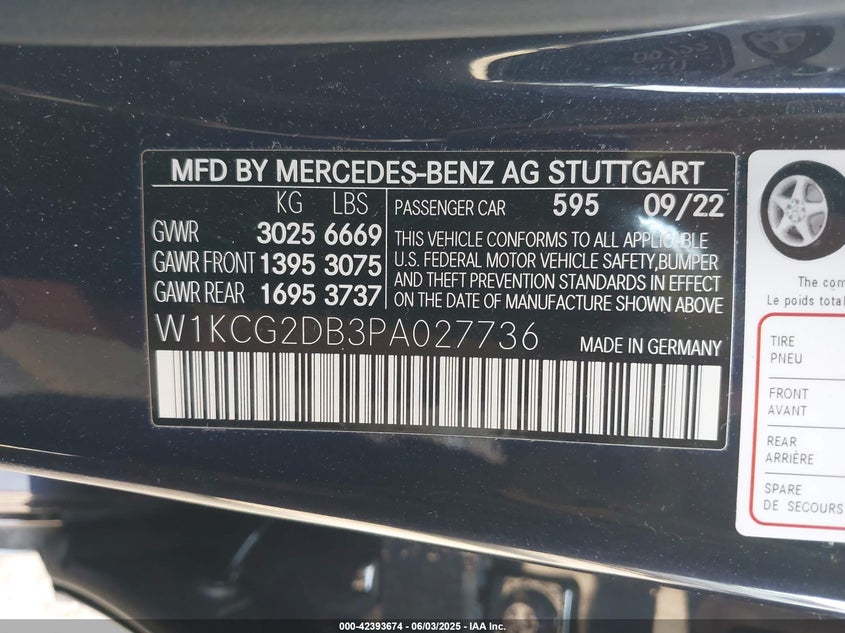 MFD BY MERCEDES-BENZ AG STUTTGART
KG LBS
GVWR 3025 6669
GAWR FRONT 1395 3075
GAWR REAR 1695 3737
PASSENGER CAR 595 09/22
THIS VEHICLE CONFORMS TO ALL APPLICABLE
U.S. FEDERAL MOTOR VEHICLE SAFETY,BUMPER
AND THEFT PREVENTION STANDARDS IN EFFECT
ON THE DATE OF MANUFACTURE SHOWN ABOVE
W1KCG2DB3PA027736
MADE IN GERMANY
The com
Le poids total
TIRE
PNEU
FRONT
AVANT
REAR
ARRIÈRE
SPARE
DE SECOURS
000-42393674 | 06/03/2025 - IAA Inc.